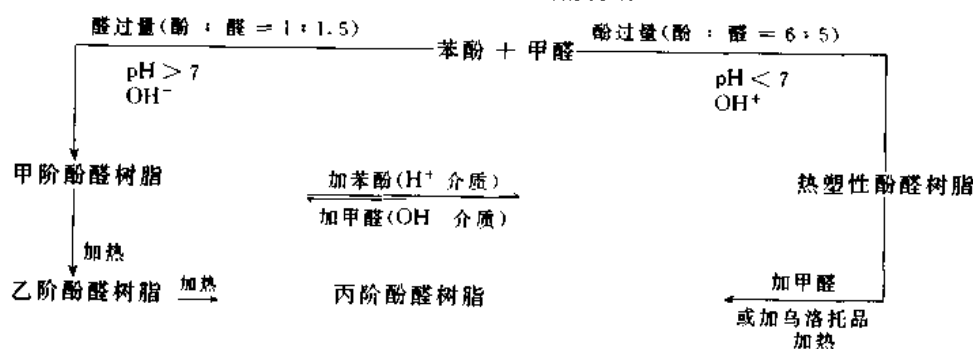 醛过量(酚：醛 = 1：1.5)
苯酚 + 甲醛
酚过量(酚：醛 = 6：5)
pH > 7
OH⁻
pH < 7
OH⁺
甲阶酚醛树脂
加苯酚(H⁺ 介质)
加甲醛(OH 介质)
热塑性酚醛树脂
加热
乙阶酚醛树脂
加热
丙阶酚醛树脂
加甲醛
或加乌洛托品
加热